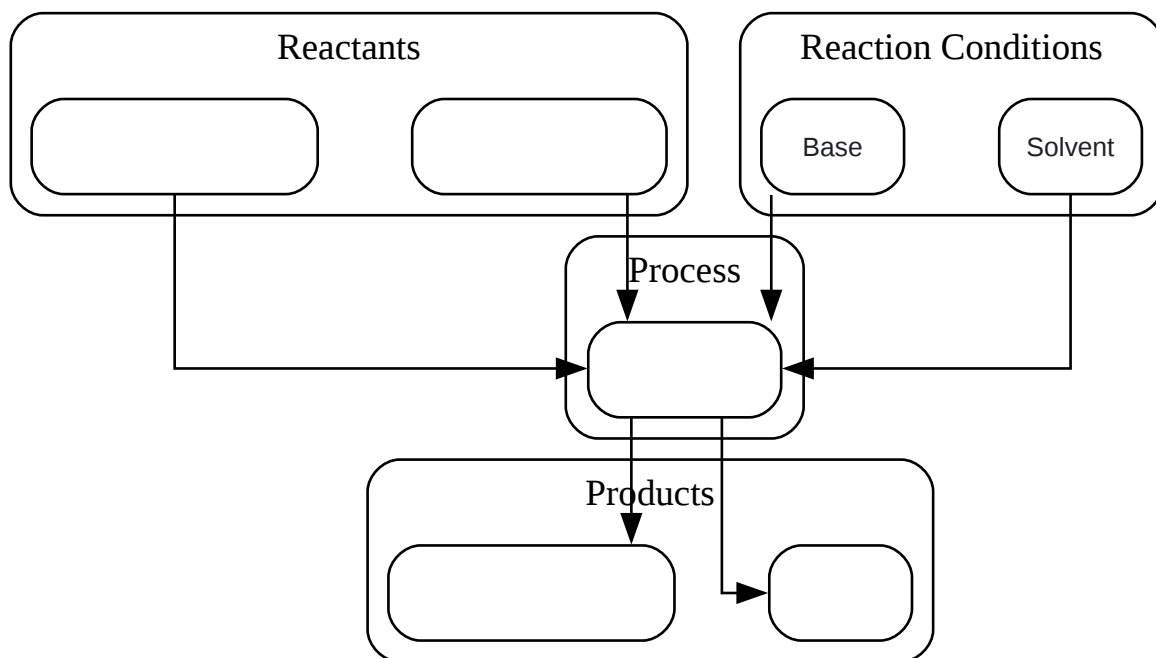 Reactants
Reaction Conditions
Base
Solvent
Process
Products